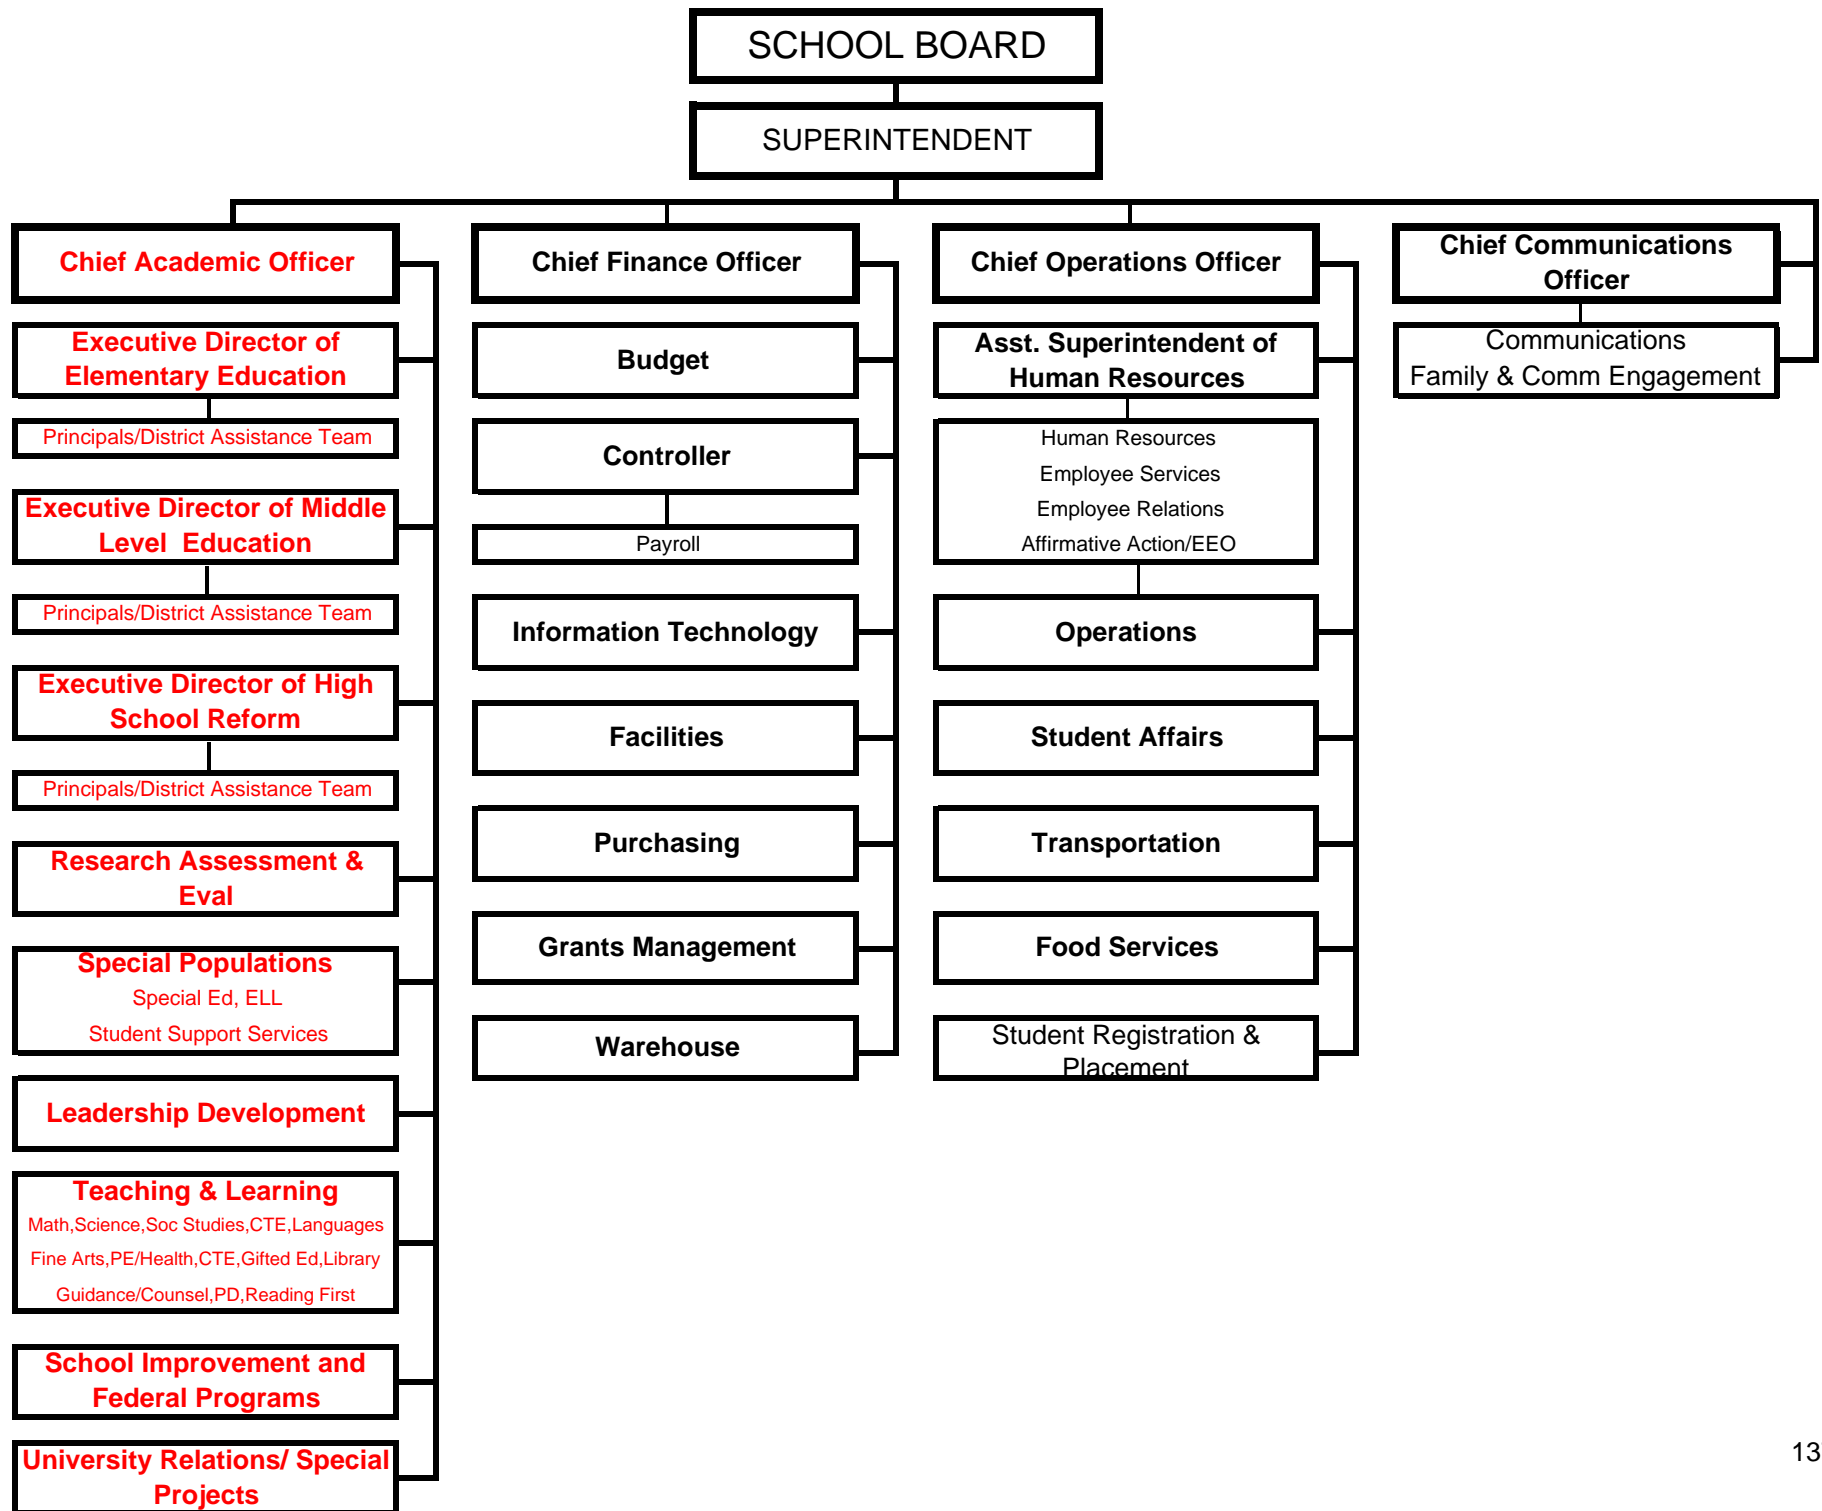 SCHOOL BOARD
SUPERINTENDENT
Chief Academic Officer
Executive Director of
Elementary Education
Principals/District Assistance Team
Executive Director of Middle
Level  Education
Principals/District Assistance Team
Executive Director of High
School Reform
Principals/District Assistance Team
Research Assessment &
Eval
Special Populations
Special Ed, ELL
Student Support Services
Leadership Development
Teaching & Learning
Math,Science,Soc Studies,CTE,Languages
Fine Arts,PE/Health,CTE,Gifted Ed,Library
Guidance/Counsel,PD,Reading First
School Improvement and
Federal Programs
University Relations/ Special
Projects
Chief Finance Officer
Budget
Controller
Payroll
Information Technology
Facilities
Purchasing
Grants Management
Warehouse
Chief Operations Officer
Asst. Superintendent of
Human Resources
Human Resources
Employee Services
Employee Relations
Affirmative Action/EEO
Operations
Student Affairs
Transportation
Food Services
Student Registration &
Placement
Chief Communications
Officer
Communications
Family & Comm Engagement
13